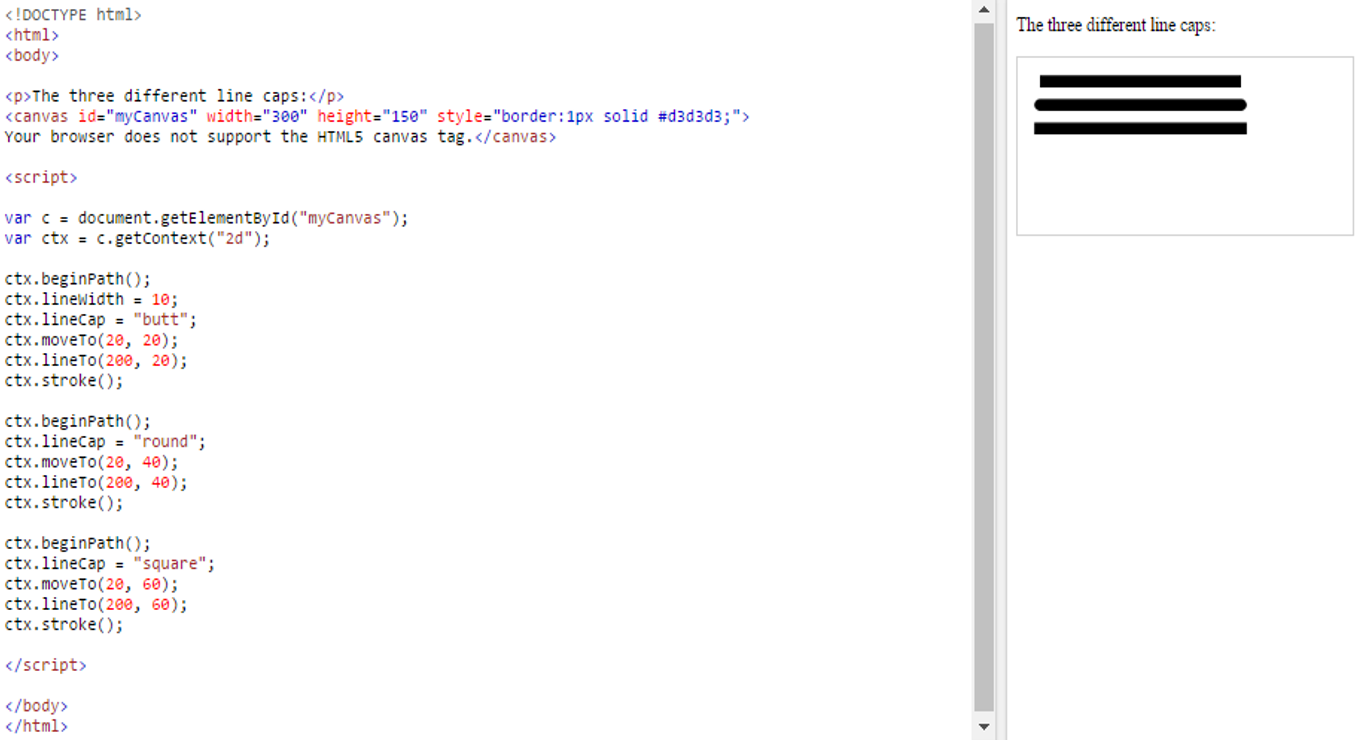 <!DOCTYPE html>
<html>
<body>
<p>The three different line caps:</p>
<canvas id="myCanvas" width="300" height="150" style="border:1px solid #d3d3d3;">
Your browser does not support the HTML5 canvas tag.</canvas>
<script>
var c = document.getElementById("myCanvas");
var ctx = c.getContext("2d");
ctx.beginPath();
ctx.lineWidth = 10;
ctx.lineCap = "butt";
ctx.moveTo(20, 20);
ctx.lineTo(200, 20);
ctx.stroke();
ctx.beginPath();
ctx.lineCap = "round";
ctx.moveTo(20, 40);
ctx.lineTo(200, 40);
ctx.stroke();
ctx.beginPath();
ctx.lineCap = "square";
ctx.moveTo(20, 60);
ctx.lineTo(200, 60);
ctx.stroke();
</script>
</body>
</html>
The three different line caps: